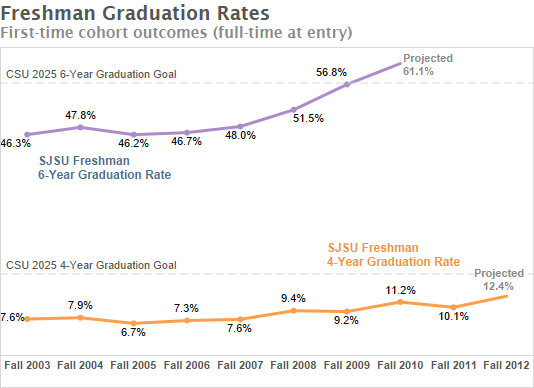 Freshman Graduation Rates
First-time cohort outcomes (full-time at entry)
Projected
61.1%
CSU 2025 6-Year Graduation Goal
56.8%
51.5%
47.8%
48.0%
46.3%
46.2%
46.7%
SJSU Freshman
6-Year Graduation Rate
SJSU Freshman
4-Year Graduation Rate
CSU 2025 4-Year Graduation Goal
Projected
12.4%
11.2%
9.4%
7.9%
7.3%
7.6%
6.7%
7.6%
9.2%
10.1%
Fall 2003 Fall 2004 Fall 2005 Fall 2006 Fall 2007 Fall 2008 Fall 2009 Fall 2010 Fall 2011 Fall 2012